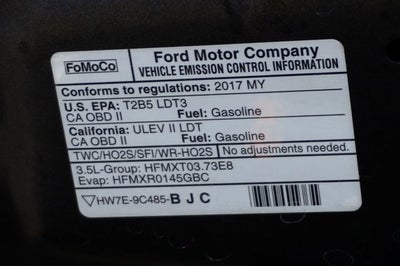 FoMoCo
Ford Motor Company
VEHICLE EMISSION CONTROL INFORMATION
Conforms to regulations: 2017 MY
U.S. EPA: T2B5 LDT3
CA OBD II Fuel: Gasoline
California: ULEV II LDT
CA OBD II Fuel: Gasoline
TWC/HO2S/SFI/WR-HO2S No adjustments needed.
3.5L-Group: HFMXT03.73E8
Evap: HFMXR0145GBC
HW7E-9C485-B J C